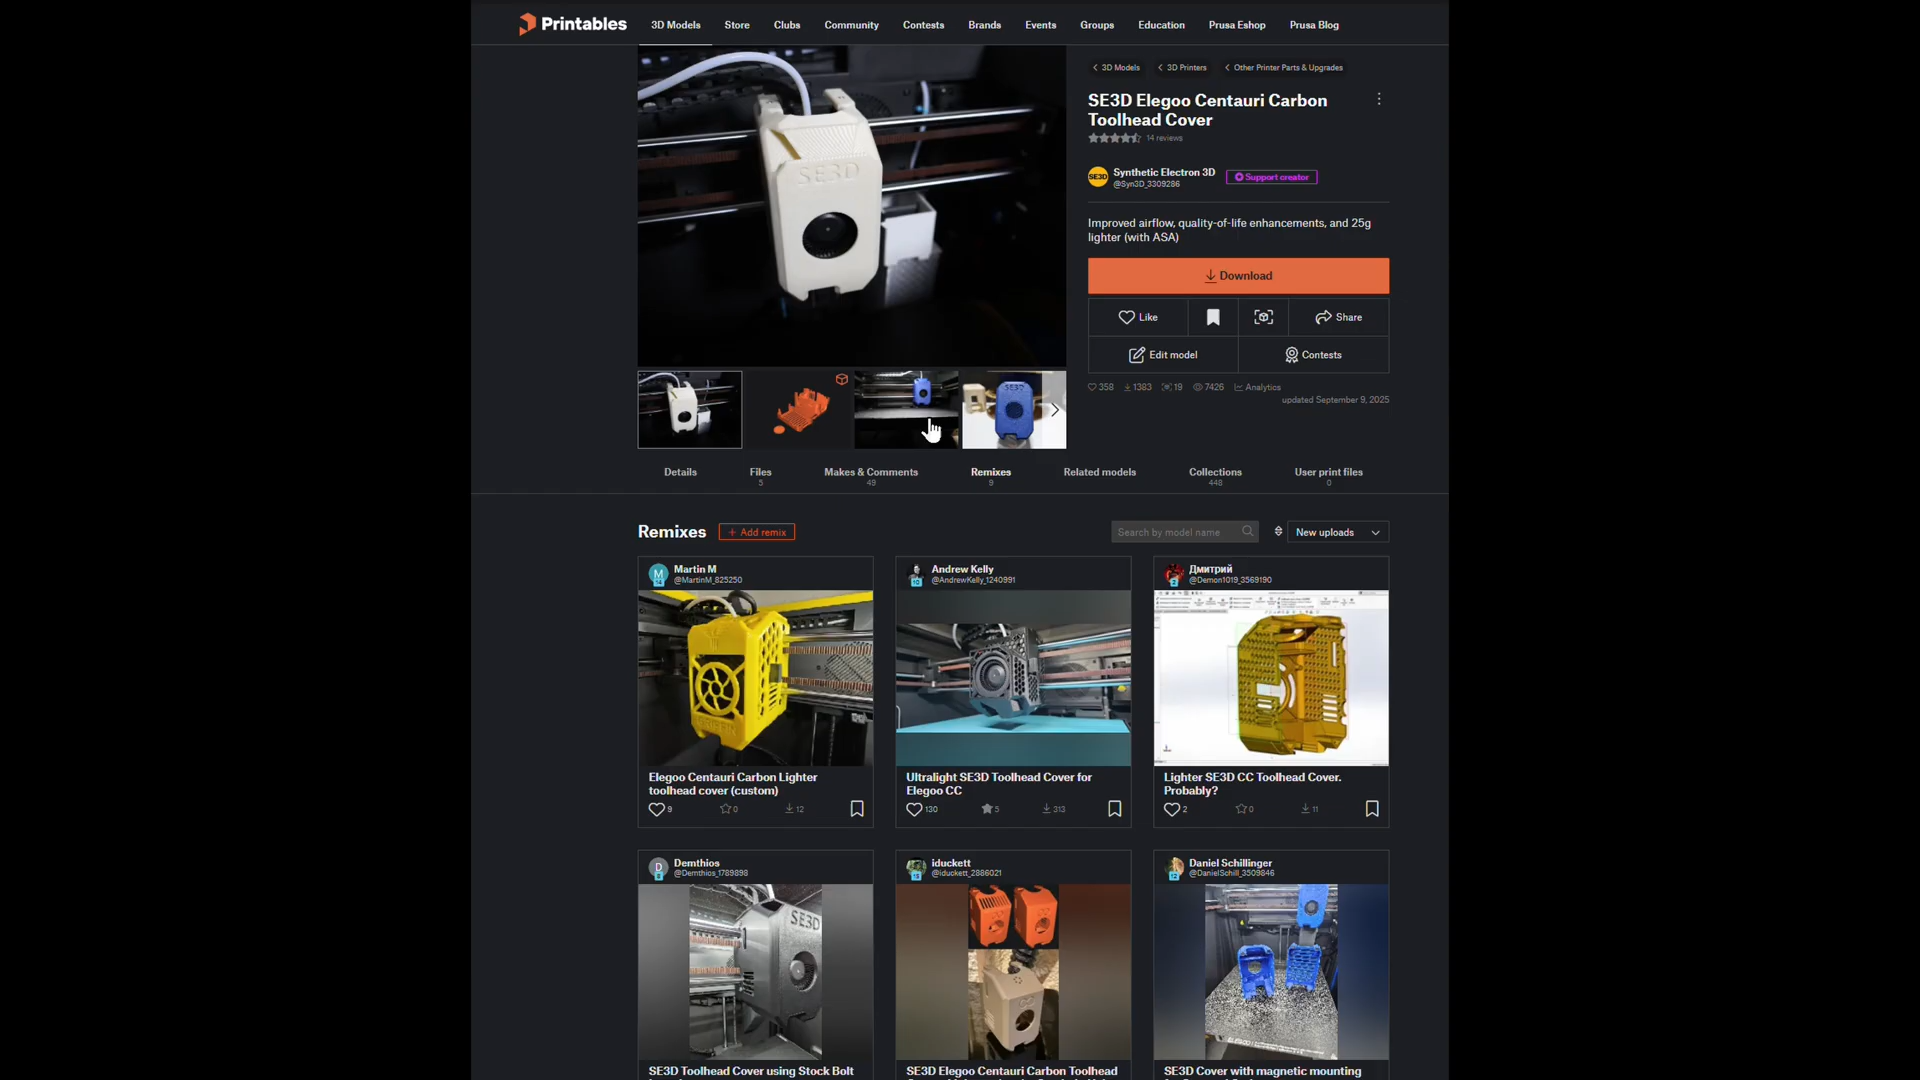 Printables
3D Models
Store
Clubs
Community
Contests
Brands
Events
Groups
Education
Prusa Eshop
Prusa Blog
SE3D
3D Models
3D Printers
Other Printer Parts & Upgrades
SE3D Elegoo Centauri Carbon
Toolhead Cover
14 reviews
SE3D
Synthetic Electron 3D
@Syn3D_3309286
Support creator
Improved airflow, quality-of-life enhancements, and 25g
lighter (with ASA)
Download
Like
Share
Edit model
Contests
358
1383
19
7426
Analytics
updated September 9, 2025
SE3D
Details
Files
5
Makes & Comments
49
Remixes
9
Related models
Collections
448
User print files
0
Remixes
+ Add remix
Search by model name
New uploads
M
14
Martin M
@MartinM_825250
10
Andrew Kelly
@AndrewKelly_1240991
Дмитрий
@Demon1019_3569190
Elegoo Centauri Carbon Lighter
toolhead cover (custom)
9
0
12
Ultralight SE3D Toolhead Cover for
Elegoo CC
130
5
313
Lighter SE3D CC Toolhead Cover.
Probably?
2
0
11
D
Demthios
@Demthios_1789898
iduckett
@iduckett_2886021
Daniel Schillinger
@DanielSchill_3509846
SE3D
SE3D Toolhead Cover using Stock Bolt
SE3D Elegoo Centauri Carbon Toolhead
SE3D Cover with magnetic mounting